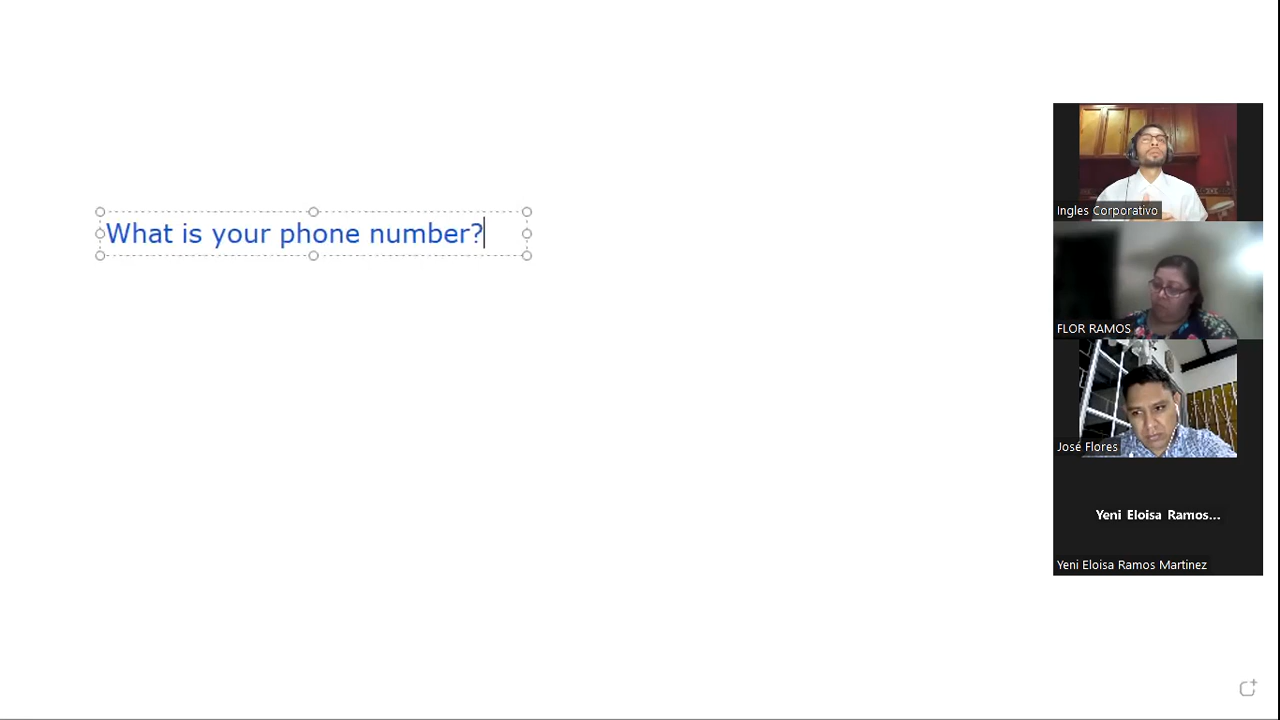 What is your phone number?
Ingles Corporativo
FLOR RAMOS
José Flores
Yeni Eloisa Ramos...
Yeni Eloisa Ramos Martinez